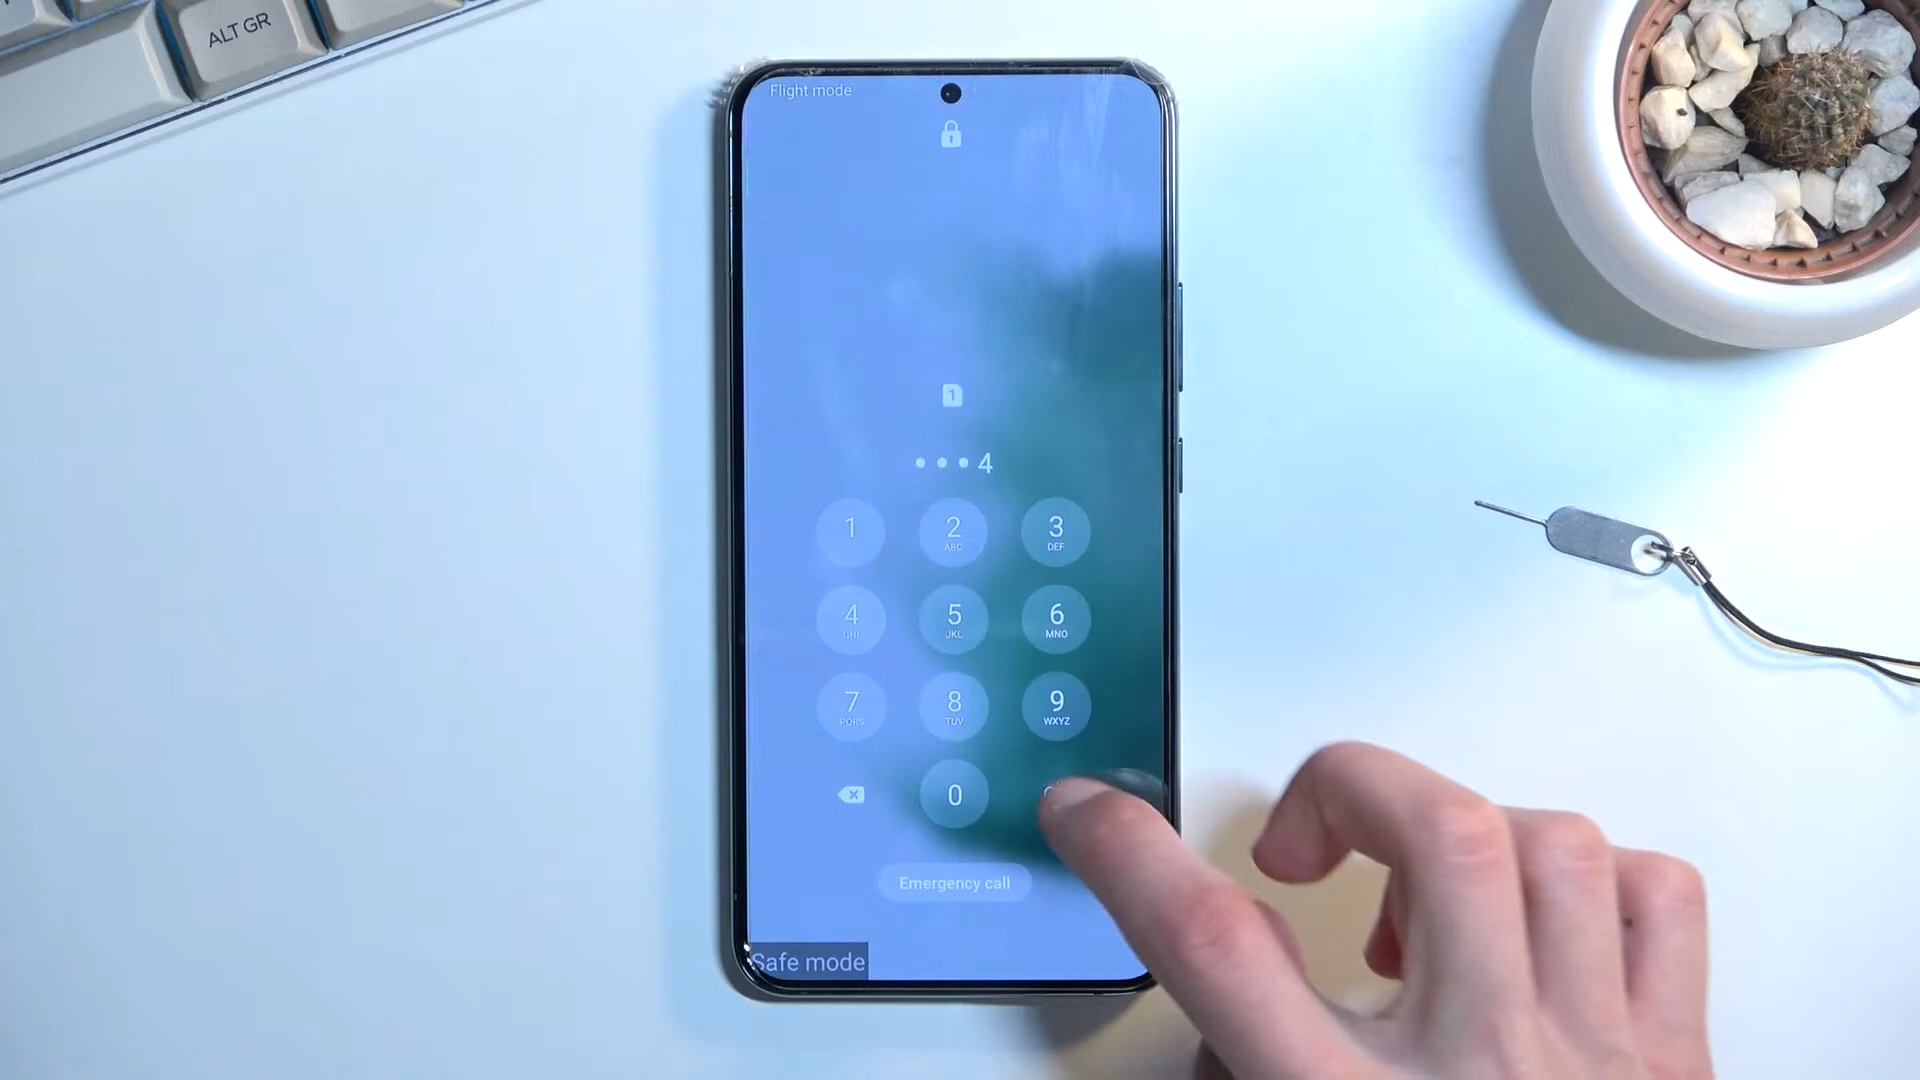 ALT GR
Flight mode
1
•••4
1
2
ABC
3
DEF
4
GHI
5
JKL
6
MNO
7
PQRS
8
TUV
9
WXYZ
0
Emergency call
Safe mode